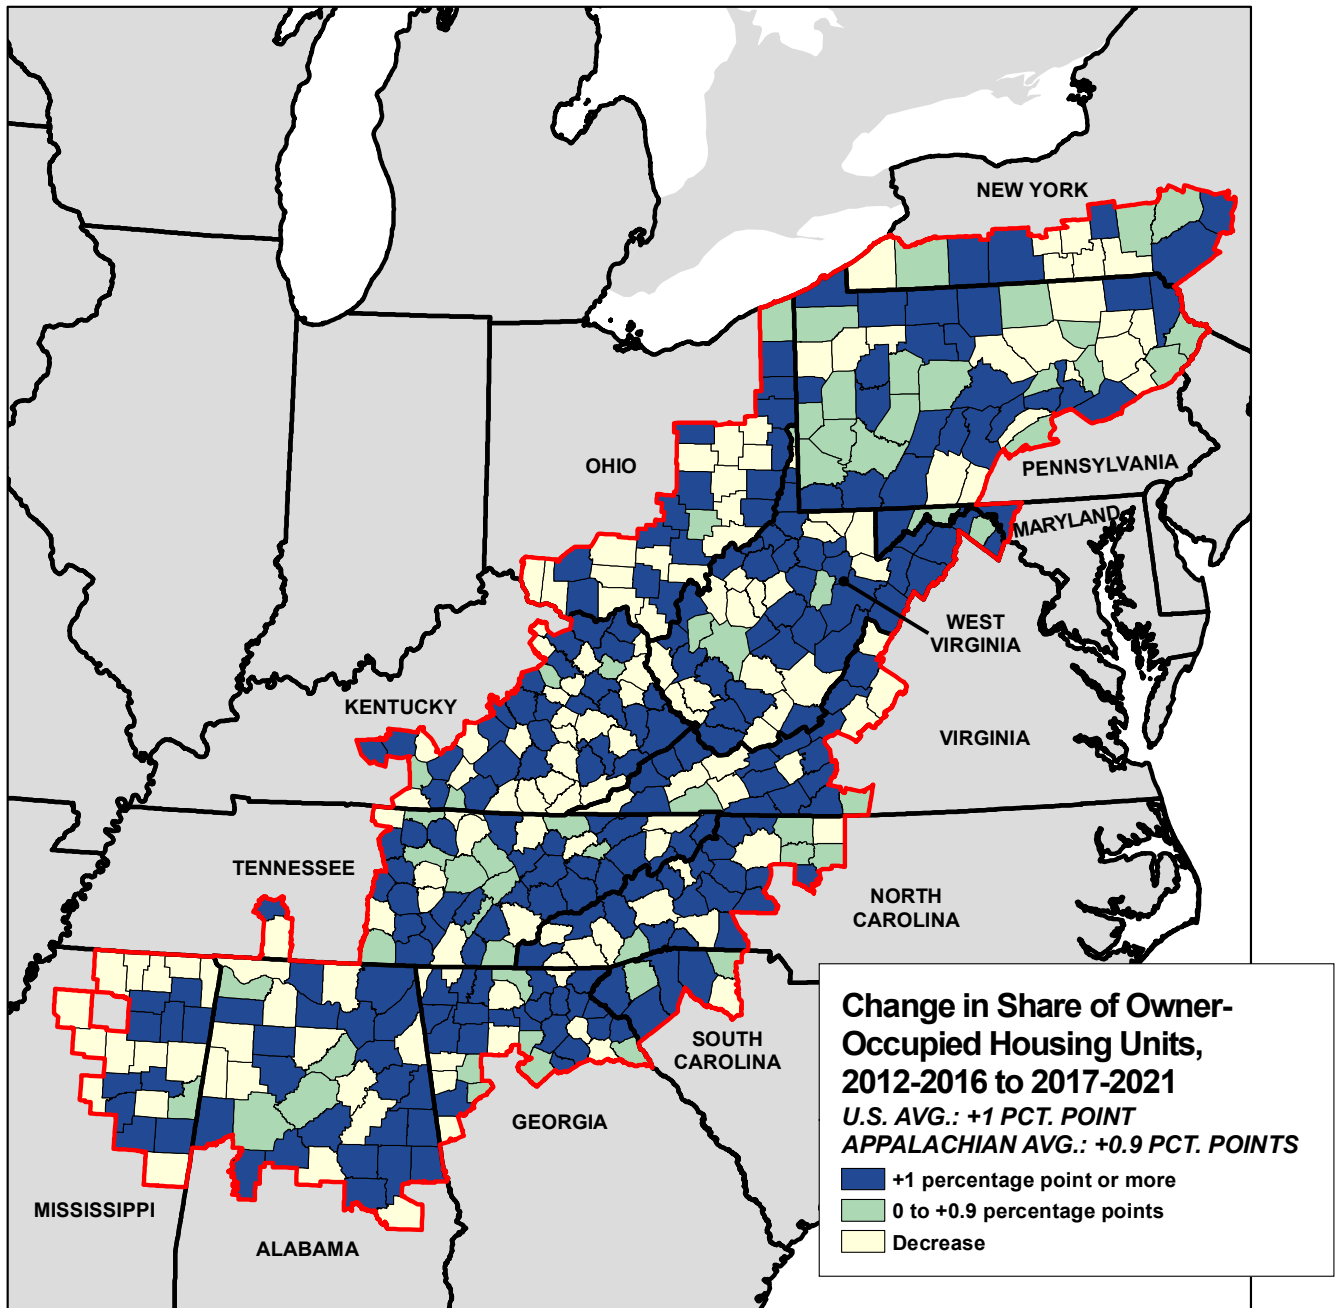 NEW YORK
OHIO
PENNSYLVANIA
MARYLAND
WEST
VIRGINIA
KENTUCKY
VIRGINIA
TENNESSEE
NORTH
CAROLINA
SOUTH
CAROLINA
GEORGIA
MISSISSIPPI
ALABAMA
Change in Share of Owner-
Occupied Housing Units,
2012-2016 to 2017-2021
U.S. AVG.: +1 PCT. POINT
APPALACHIAN AVG.: +0.9 PCT. POINTS
+1 percentage point or more
0 to +0.9 percentage points
Decrease